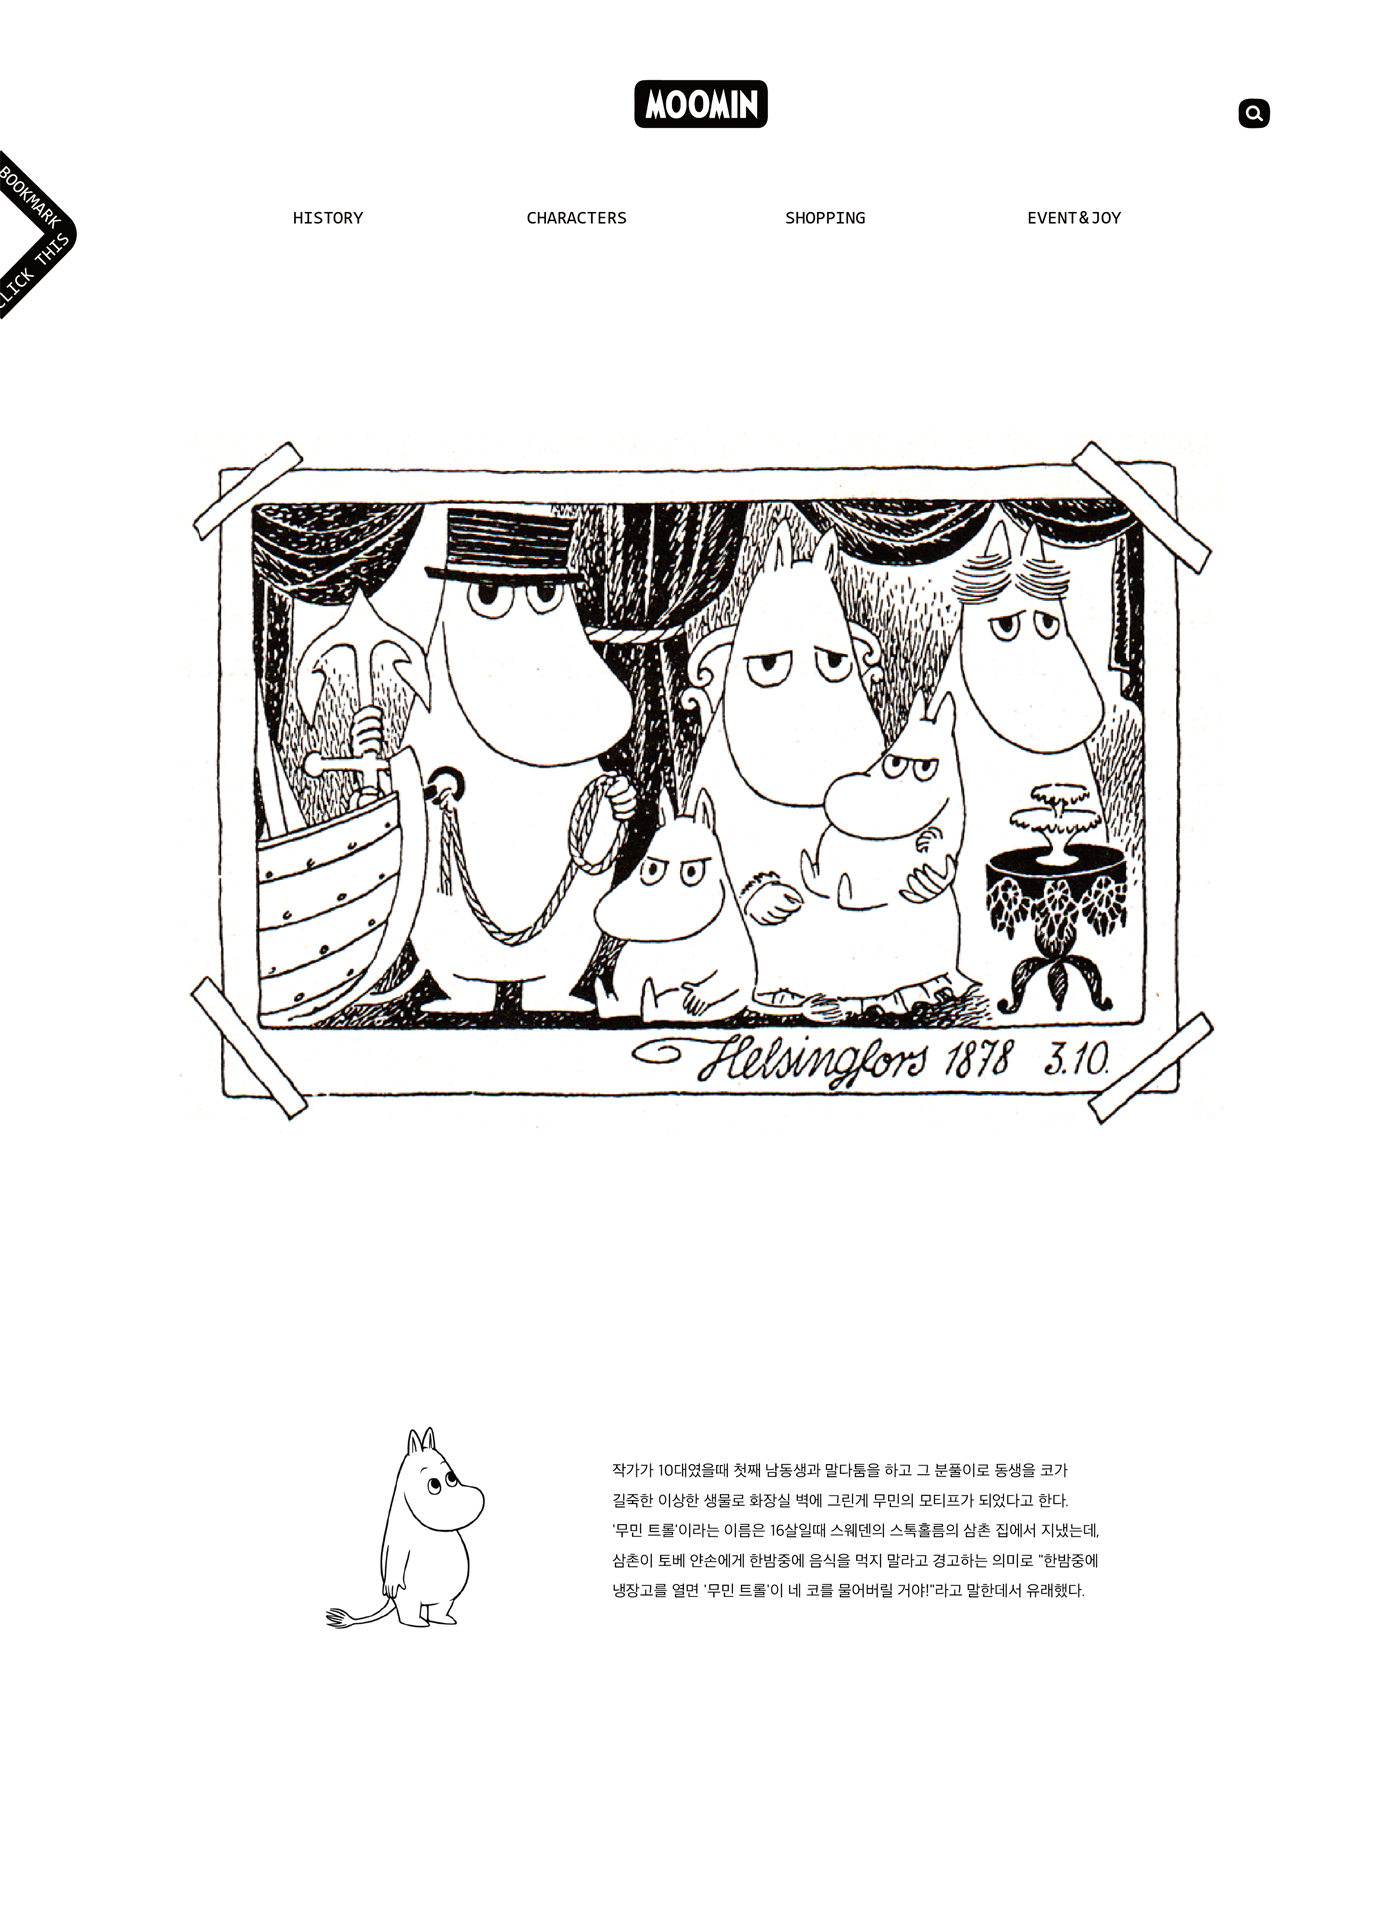 MOOMIN
BOOKMARK
CLICK THIS
HISTORY
CHARACTERS
SHOPPING
EVENT&JOY
Helsingfors 1878 3.10.
작가가 10대였을때 첫째 남동생과 말다툼을 하고 그 분풀이로 동생을 코가
길죽한 이상한 생물로 화장실 벽에 그린게 무민의 모티프가 되었다고 한다.
'무민 트롤'이라는 이름은 16살일때 스웨덴의 스톡홀름의 삼촌 집에서 지냈는데,
삼촌이 토베 얀손에게 한밤중에 음식을 먹지 말라고 경고하는 의미로 "한밤중에
냉장고를 열면 '무민 트롤'이 네 코를 물어버릴 거야!"라고 말한데서 유래했다.